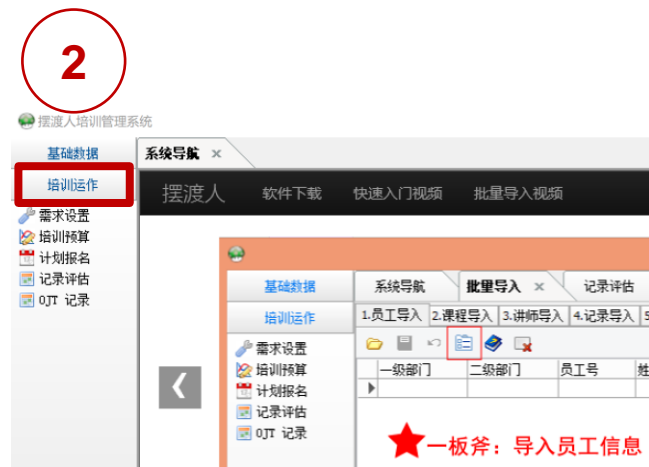 2
摆渡人培训管理系统
基础数据
系统导航 ×
培训运作
摆渡人 软件下载 快速入门视频 批量导入视频
需求设置
培训预算
计划报名
记录评估
OJT 记录
基础数据
系统导航 批量导入 × 记录评估
培训运作
1.员工导入 2.课程导入 3.讲师导入 4.记录导入 5
需求设置
培训预算
计划报名
记录评估
OJT 记录
一级部门 二级部门 员工号 姓
★一板斧：导入员工信息